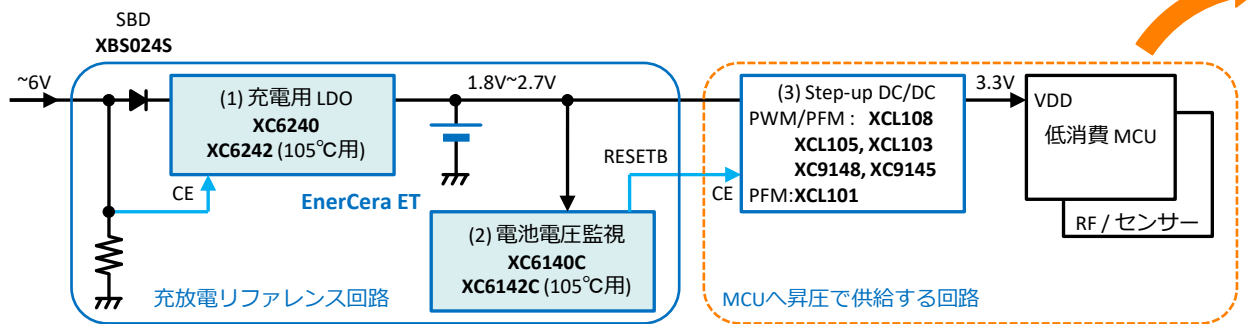 SBD
XBS024S
~6V
(1) 充電用 LDO
XC6240
XC6242 (105℃用)
CE
1.8V~2.7V
EnerCera ET
RESETB
(2) 電池電圧監視
XC6140C
XC6142C (105℃用)
充放電リファレンス回路
(3) Step-up DC/DC
PWM/PFM : XCL108
XCL105, XCL103
XC9148, XC9145
PFM:XCL101
CE
3.3V
VDD
低消費 MCU
RF / センサー
MCUへ昇圧で供給する回路